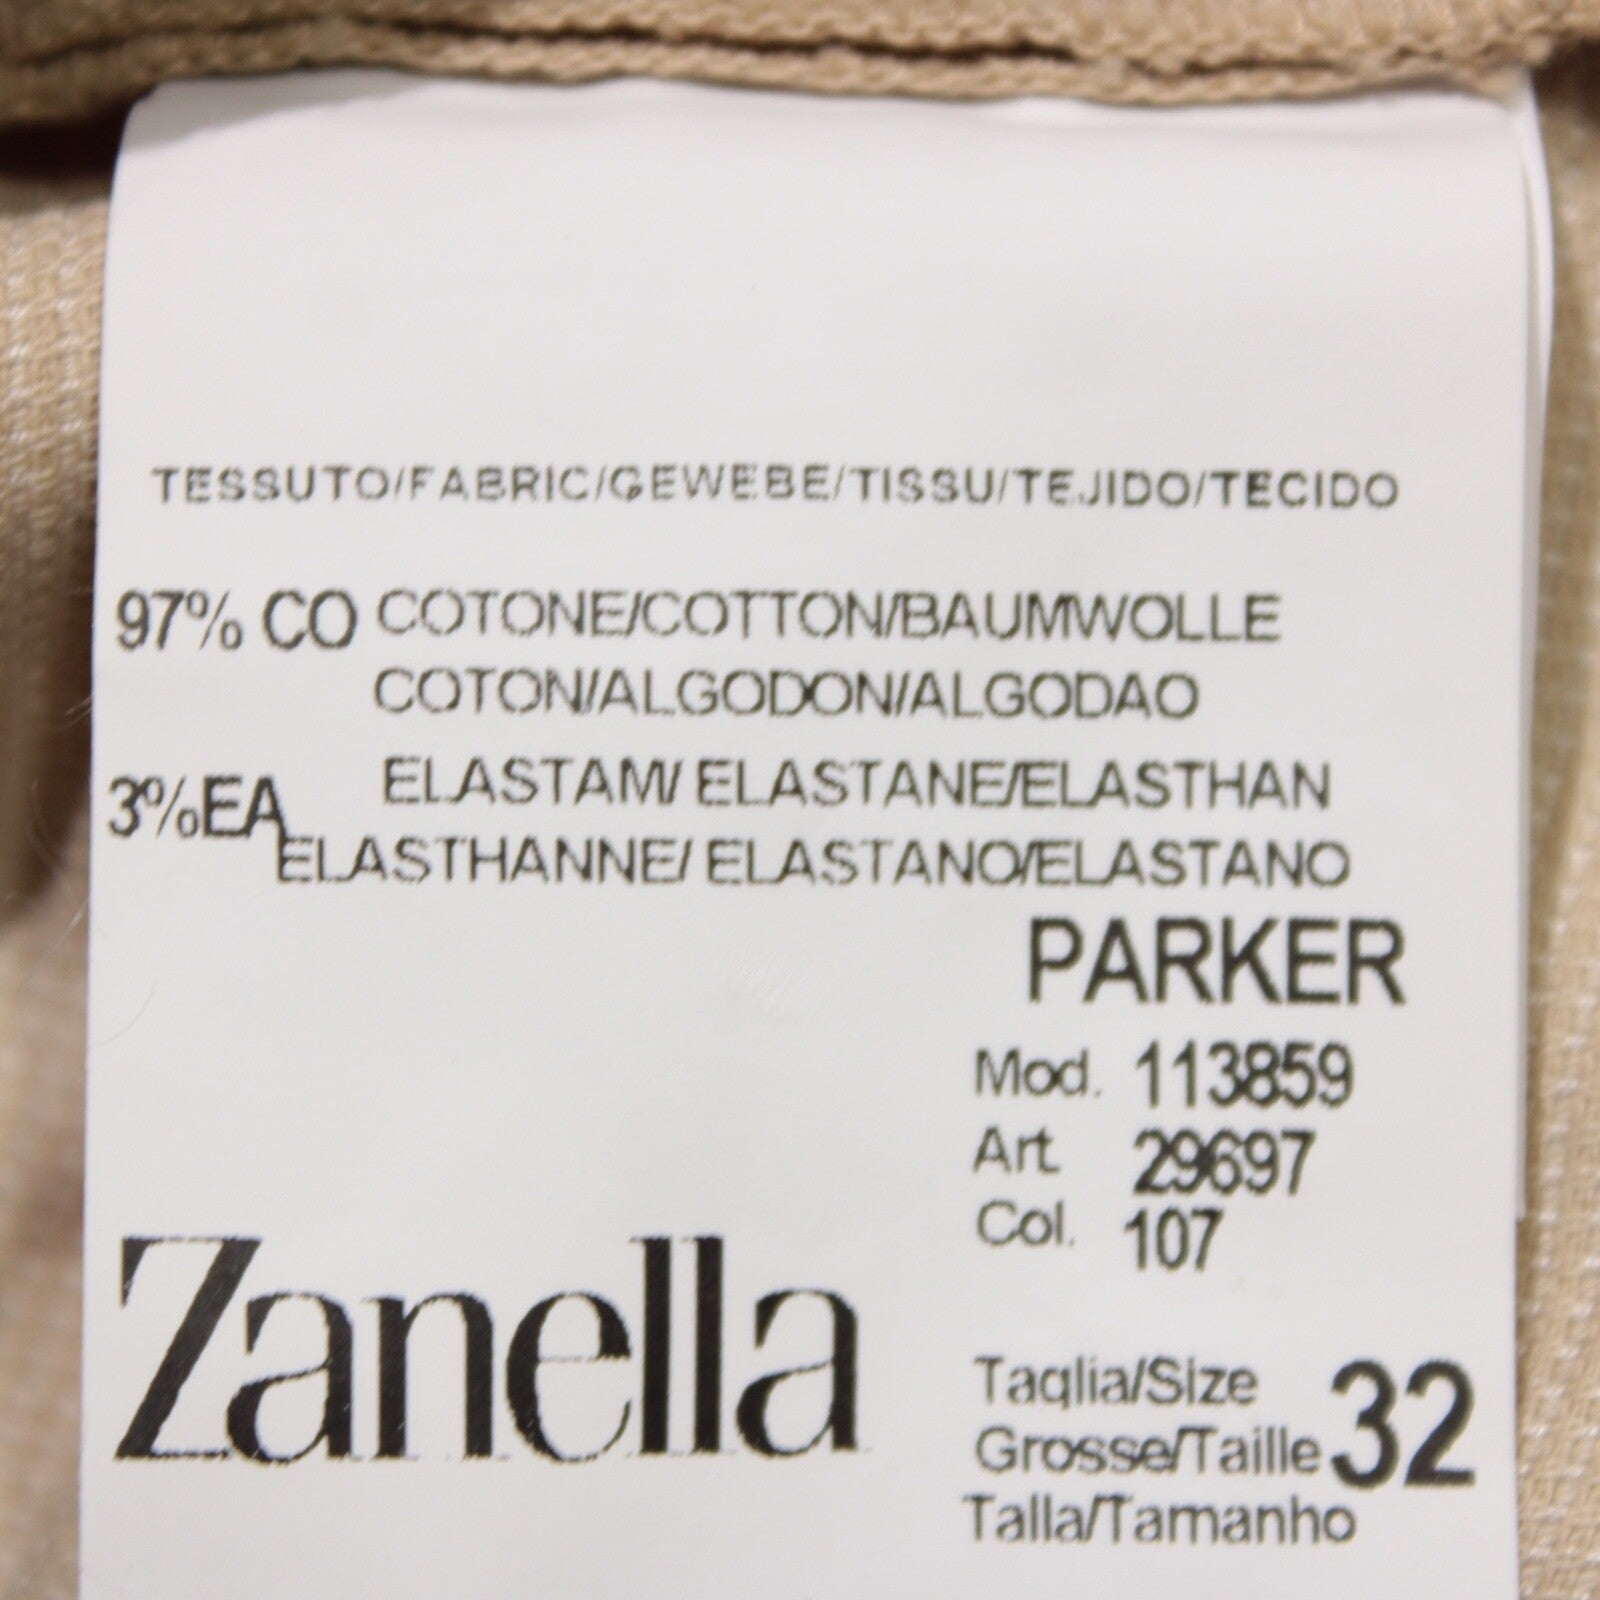 TESSUTO/FABRIC/GEWEBE/TISSU/TEJIDO/TECIDO
97% CO COTONE/COTTON/BAUMWOLLE
COTON/ALGODON/ALGODAO
3%EA ELASTAM/ ELASTANE/ELASTHAN
ELASTHANNE/ ELASTANO/ELASTANO
PARKER
Mod. 113859
Art. 29697
Col. 107
Zanella
Taglia/Size
Grosse/Taille 32
Talla/Tamanho